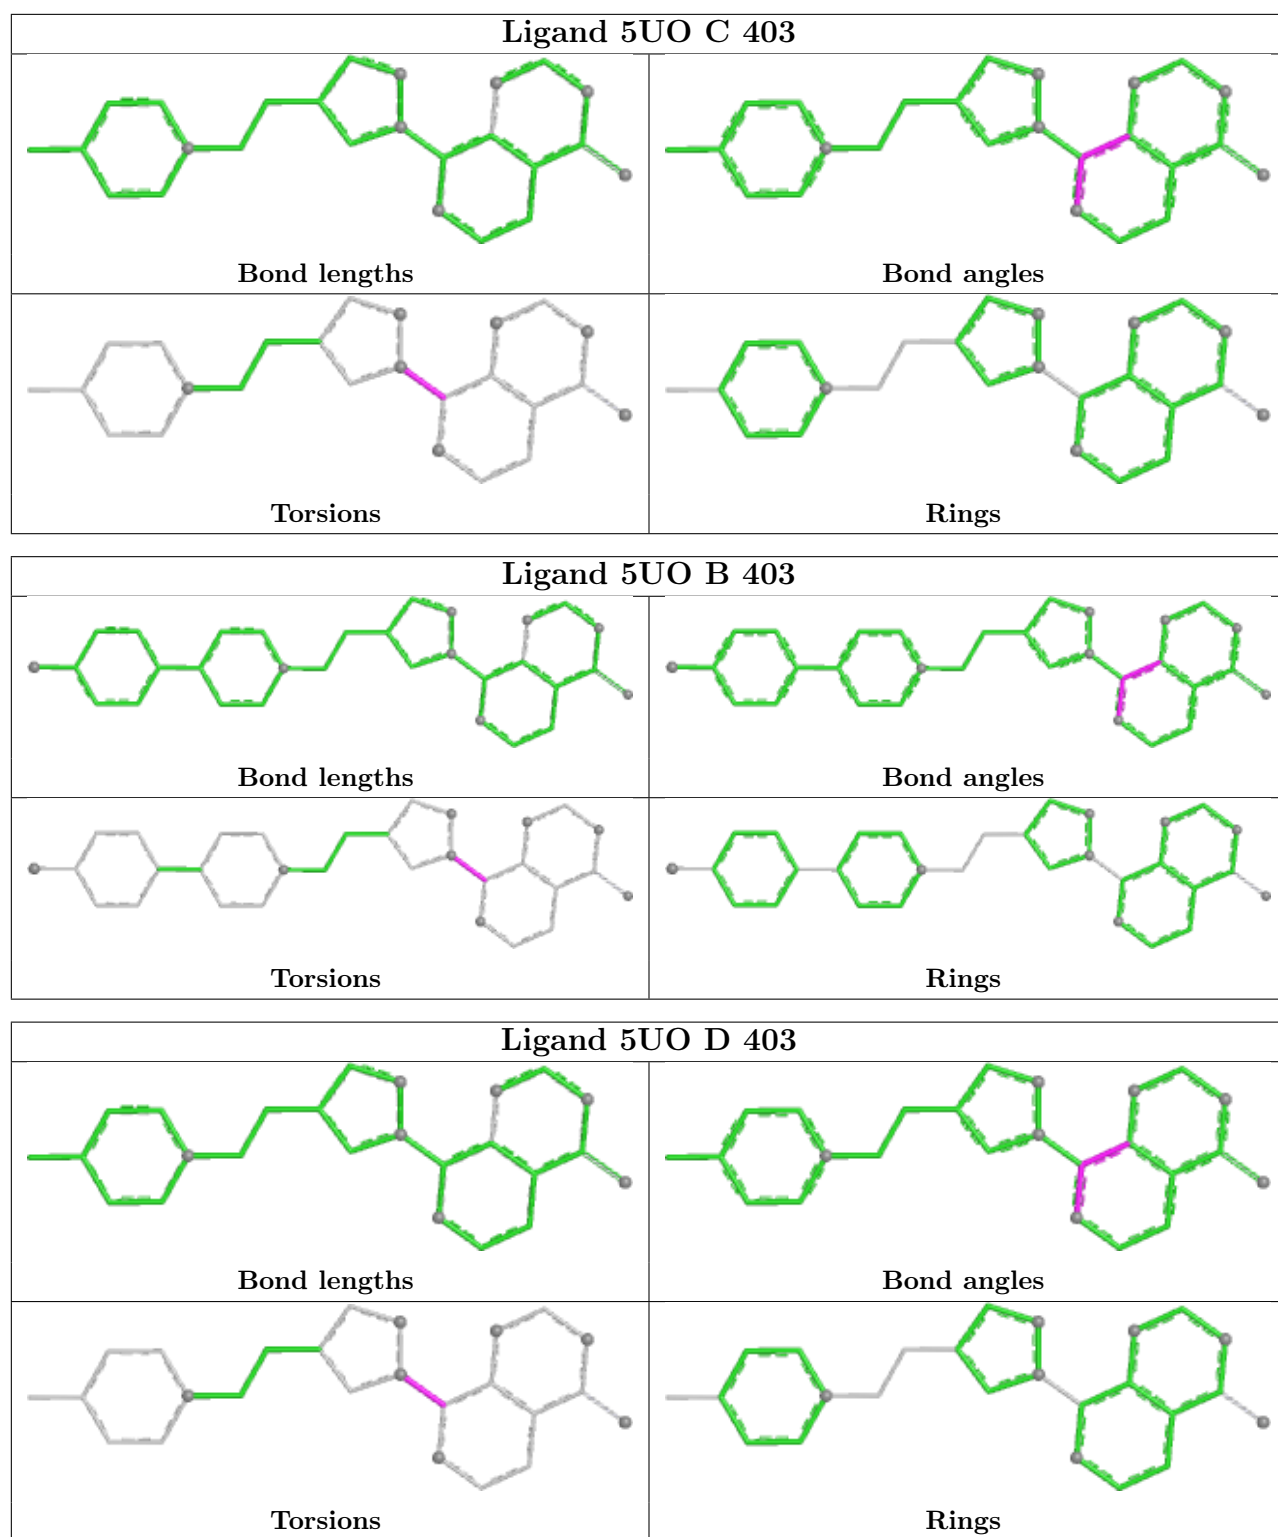 Ligand 5UO C 403
Bond lengths
Bond angles
Torsions
Rings
Ligand 5UO B 403
Bond lengths
Bond angles
Torsions
Rings
Ligand 5UO D 403
Bond lengths
Bond angles
Torsions
Rings